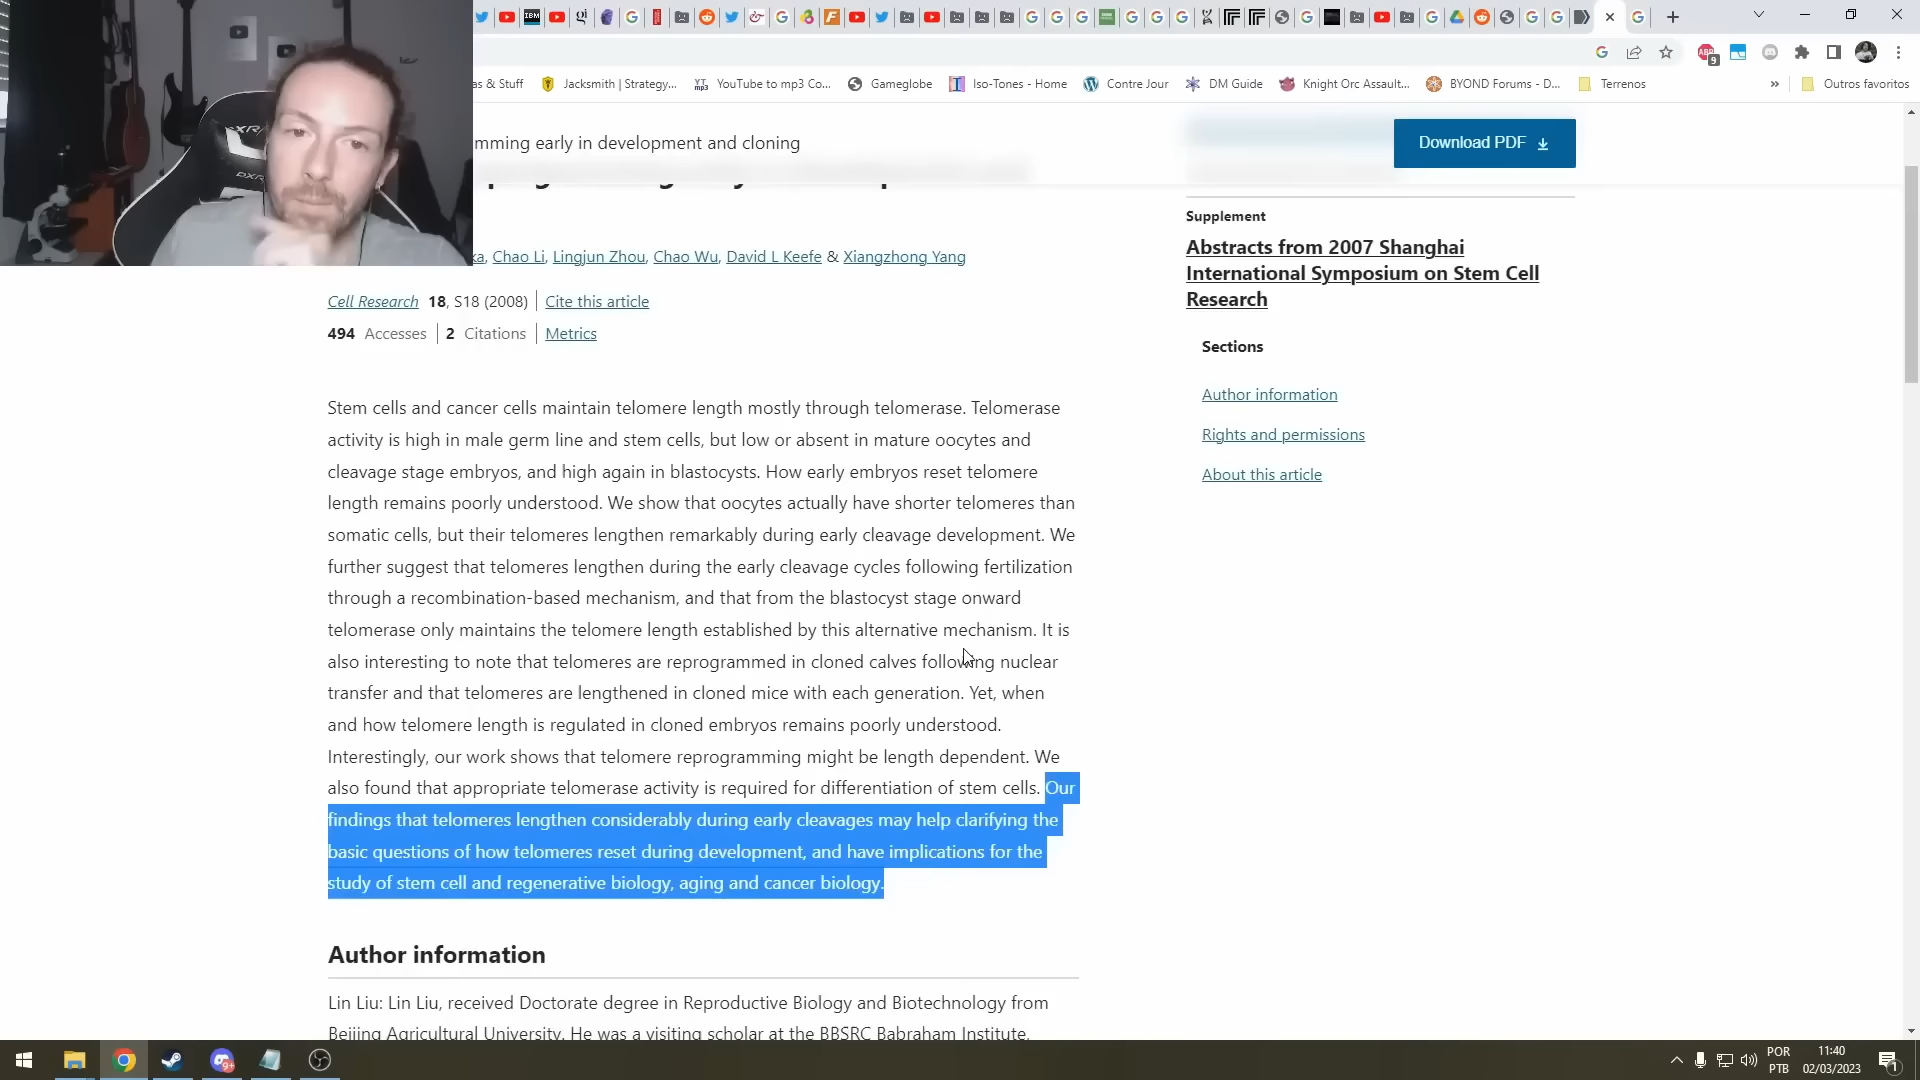 IBM
gi
F
ABP
9
as & Stuff
Jacksmith | Strategy...
YouTube to mp3 Co...
Gameglobe
Iso-Tones - Home
Contre Jour
DM Guide
Knight Orc Assault...
BYOND Forums - D...
Terrenos
»
Outros favoritos
mming early in development and cloning
Download PDF
ka, Chao Li, Lingjun Zhou, Chao Wu, David L Keefe & Xiangzhong Yang
Cell Research 18, S18 (2008) | Cite this article
494 Accesses | 2 Citations | Metrics
Stem cells and cancer cells maintain telomere length mostly through telomerase. Telomerase
activity is high in male germ line and stem cells, but low or absent in mature oocytes and
cleavage stage embryos, and high again in blastocysts. How early embryos reset telomere
length remains poorly understood. We show that oocytes actually have shorter telomeres than
somatic cells, but their telomeres lengthen remarkably during early cleavage development. We
further suggest that telomeres lengthen during the early cleavage cycles following fertilization
through a recombination-based mechanism, and that from the blastocyst stage onward
telomerase only maintains the telomere length established by this alternative mechanism. It is
also interesting to note that telomeres are reprogrammed in cloned calves following nuclear
transfer and that telomeres are lengthened in cloned mice with each generation. Yet, when
and how telomere length is regulated in cloned embryos remains poorly understood.
Interestingly, our work shows that telomere reprogramming might be length dependent. We
also found that appropriate telomerase activity is required for differentiation of stem cells. Our
findings that telomeres lengthen considerably during early cleavages may help clarifying the
basic questions of how telomeres reset during development, and have implications for the
study of stem cell and regenerative biology, aging and cancer biology.
Author information
Lin Liu: Lin Liu, received Doctorate degree in Reproductive Biology and Biotechnology from
Beijing Agricultural University. He was a visiting scholar at the BBSRC Babraham Institute,
Supplement
Abstracts from 2007 Shanghai
International Symposium on Stem Cell
Research
Sections
Author information
Rights and permissions
About this article
9+
POR
PTB
11:40
02/03/2023
1